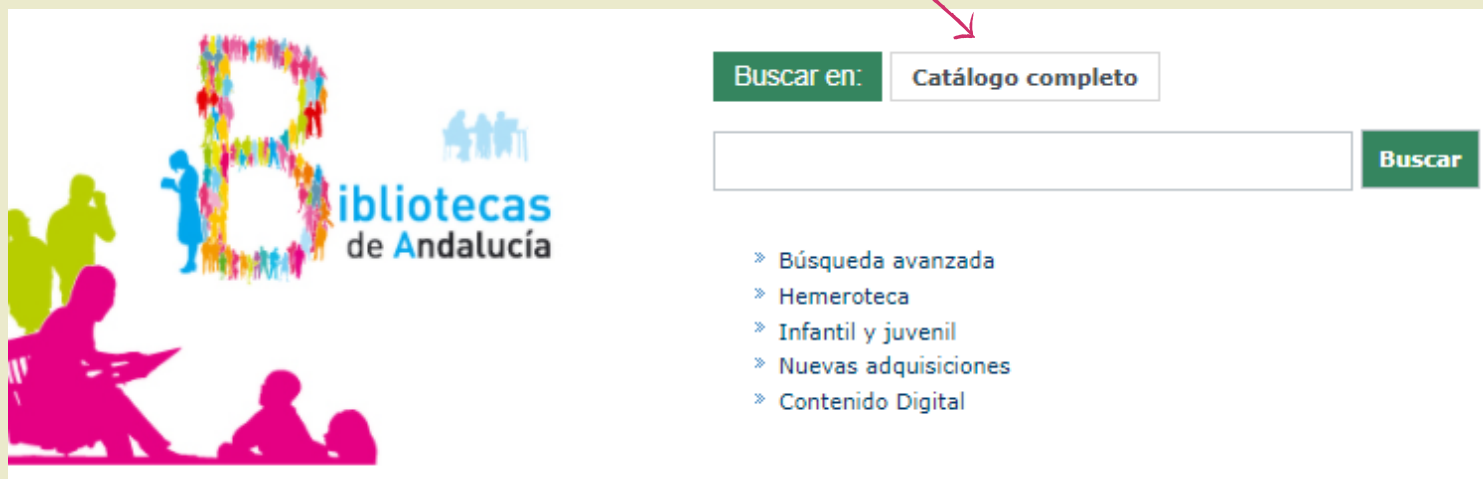 Bibliotecas
de Andalucía
Buscar en: Catálogo completo
Buscar
» Búsqueda avanzada
» Hemeroteca
» Infantil y juvenil
» Nuevas adquisiciones
» Contenido Digital